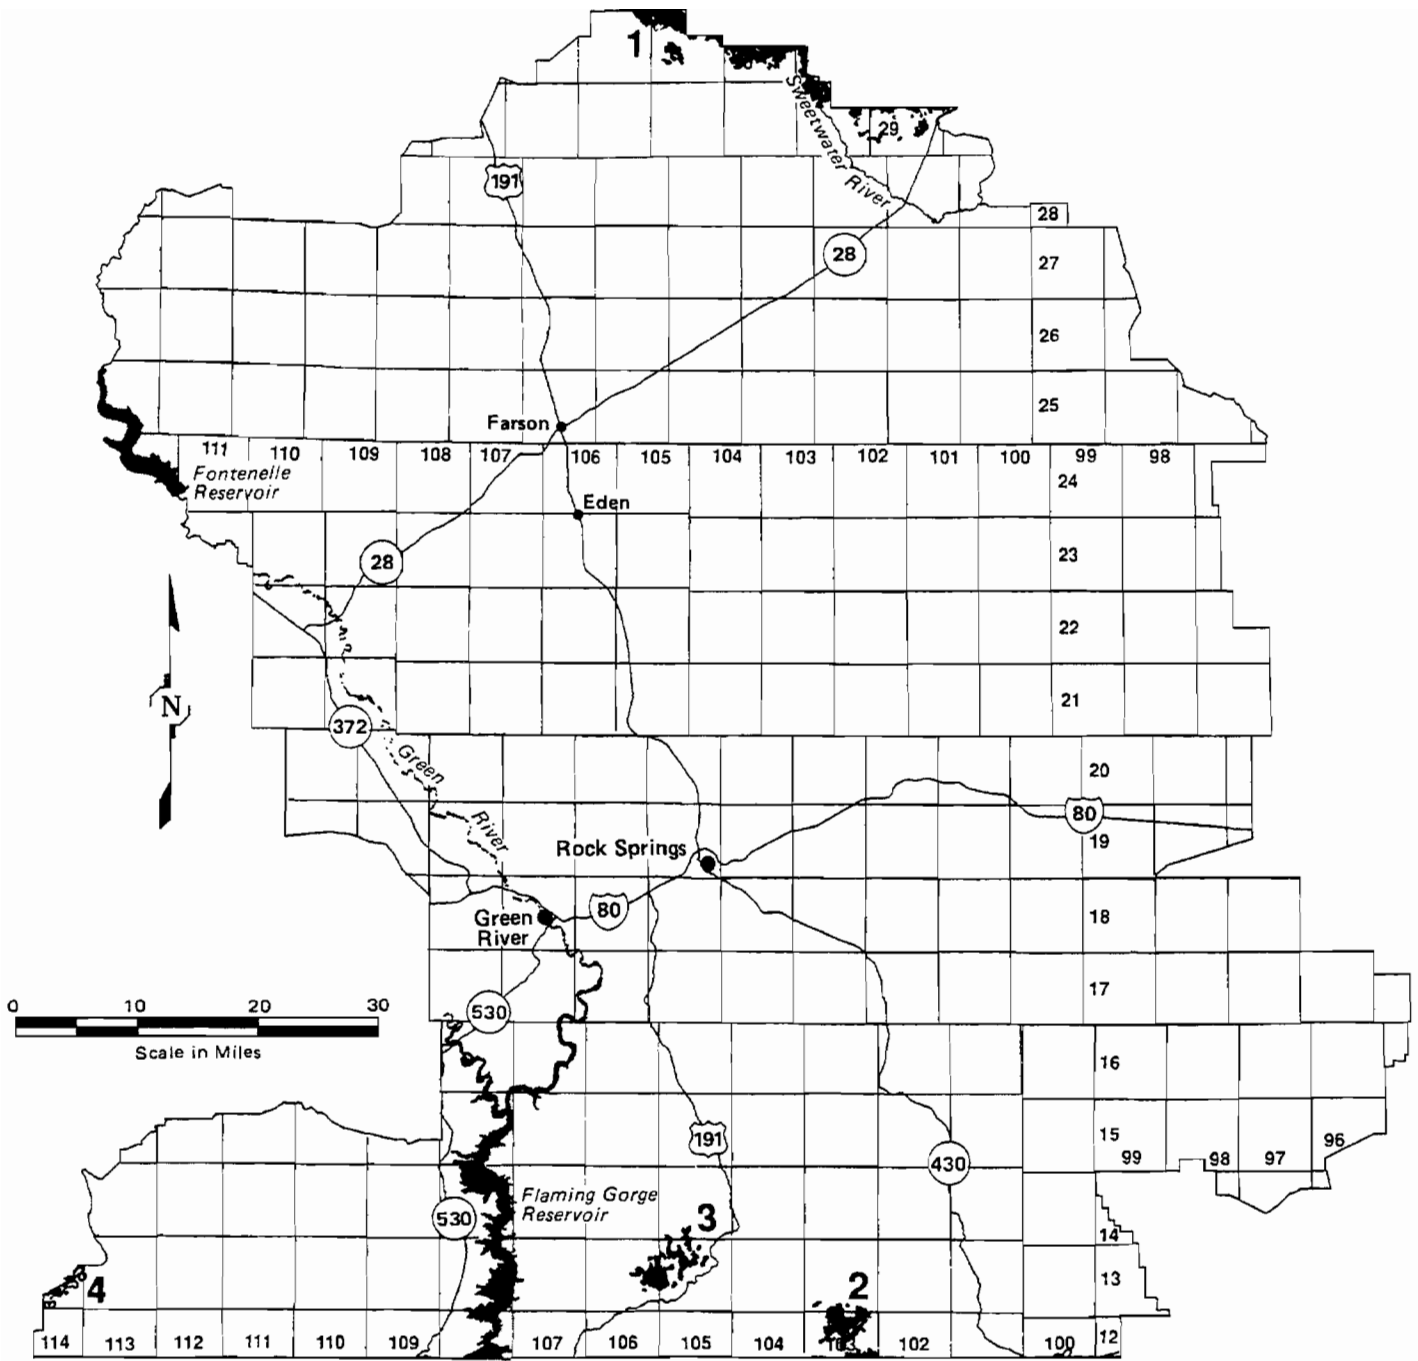 1
Sweetwater
River
29
191
28
28
27
26
25
Farson
111 110 109 108 107 106 105 104 103 102 101 100 99 98
Fontenelle
Reservoir
24
Eden
23
28
22
21
N
372
Green
River
20
80
19
Rock Springs
80
18
Green
River
17
0 10 20 30
Scale in Miles
530
16
191
15
99 98 97 96
430
Flaming Gorge
Reservoir
530
3
14
13
4
2
114 113 112 111 110 109 107 106 105 104 103 102 100 12